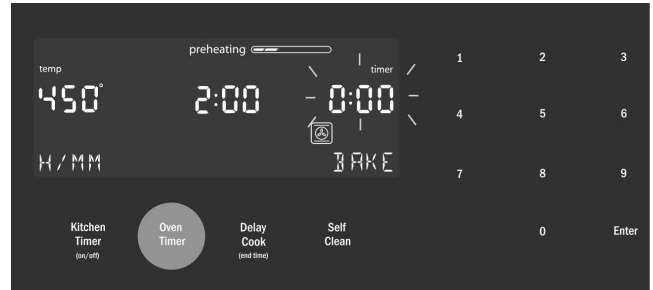 preheating
temp
timer
450°
2:00
0:00
H/MM
BAKE
Kitchen
Timer
(on/off)
Oven
Timer
Delay
Cook
(end time)
Self
Clean
1 2 3
4 5 6
7 8 9
0 Enter